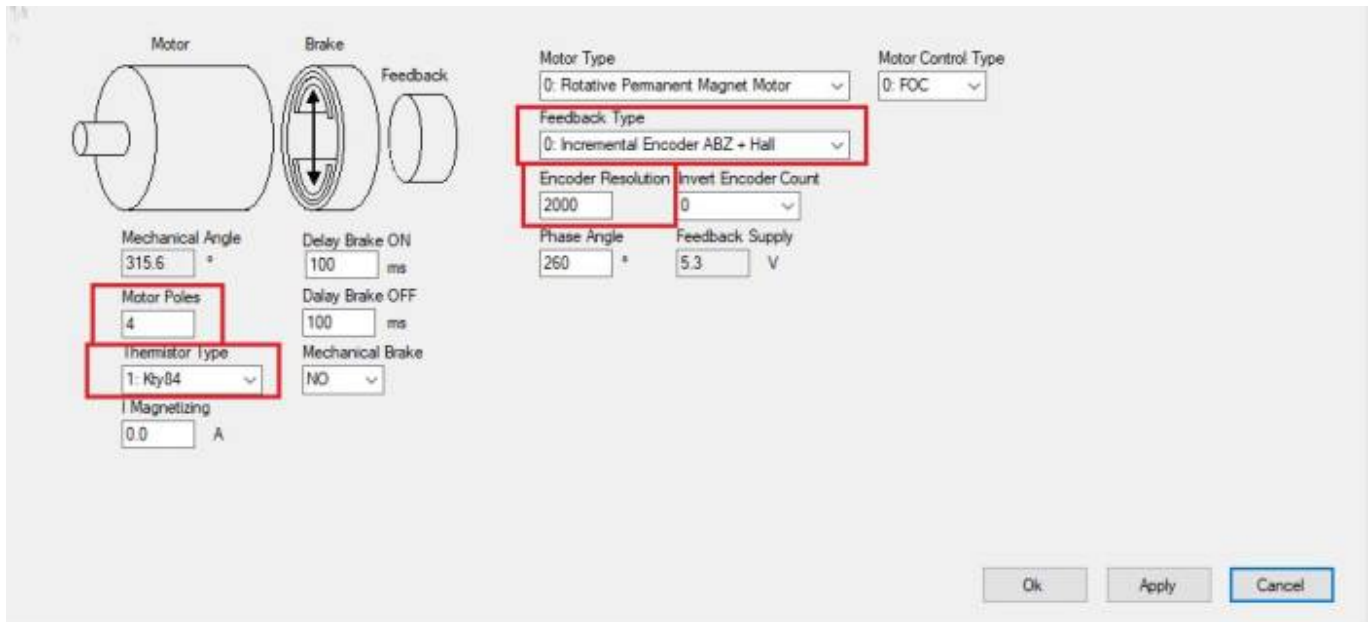 Motor
Brake
Feedback
Mechanical Angle
315.6 °
Delay Brake ON
100 ms
Motor Poles
4
Dalay Brake OFF
100 ms
Thermistor Type
1: Kty84
Mechanical Brake
NO
I Magnetizing
0.0 A
Motor Type
0: Rotative Permanent Magnet Motor
Motor Control Type
0: FOC
Feedback Type
0: Incremental Encoder ABZ + Hall
Encoder Resolution
2000
Invert Encoder Count
0
Phase Angle
260 °
Feedback Supply
5.3 V
Ok
Apply
Cancel